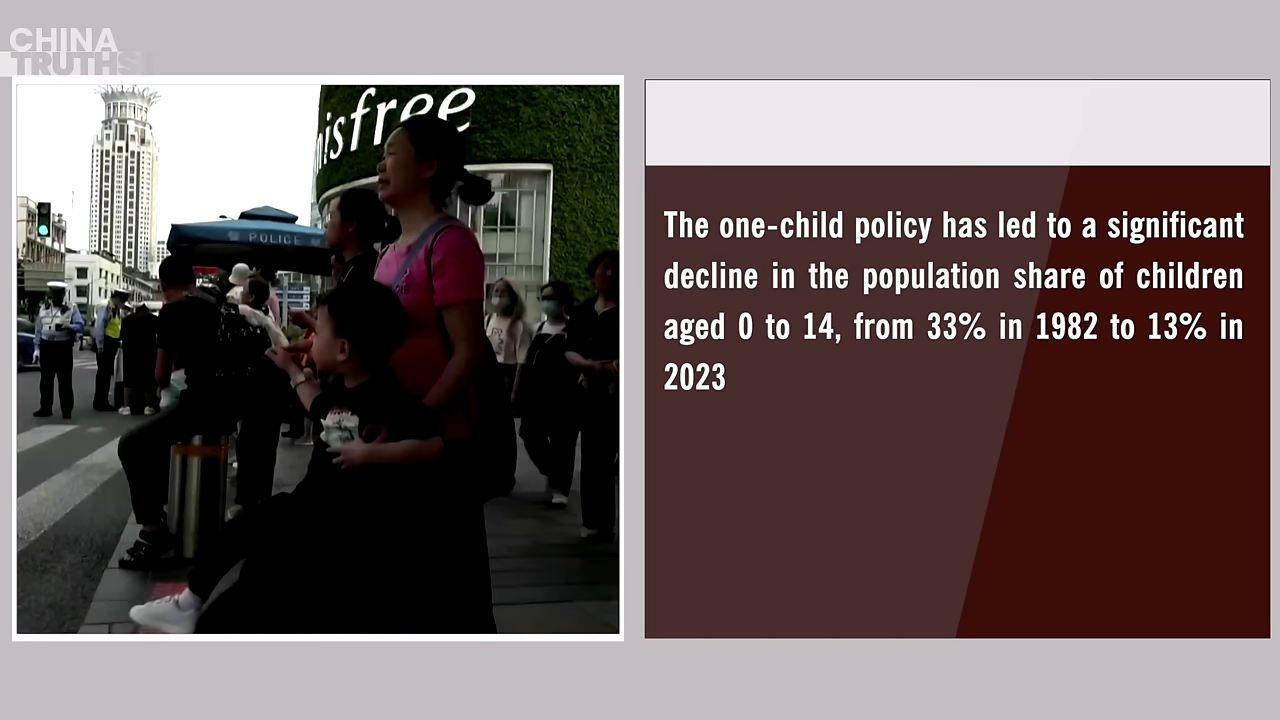 CHINA
TRUTHS
isfree
POLICE
The one-child policy has led to a significant
decline in the population share of children
aged 0 to 14, from 33% in 1982 to 13% in
2023